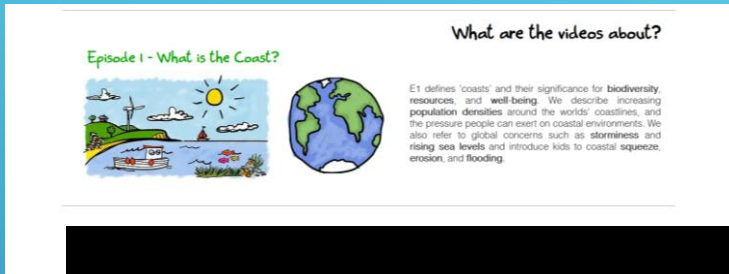 What are the videos about?
Episode 1 - What is the Coast?
E1 defines 'coasts' and their significance for biodiversity,
resources, and well-being. We describe increasing
population densities around the worlds' coastlines, and
the pressure people can exert on coastal environments. We
also refer to global concerns such as storminess and
rising sea levels and introduce kids to coastal squeeze,
erosion, and flooding.